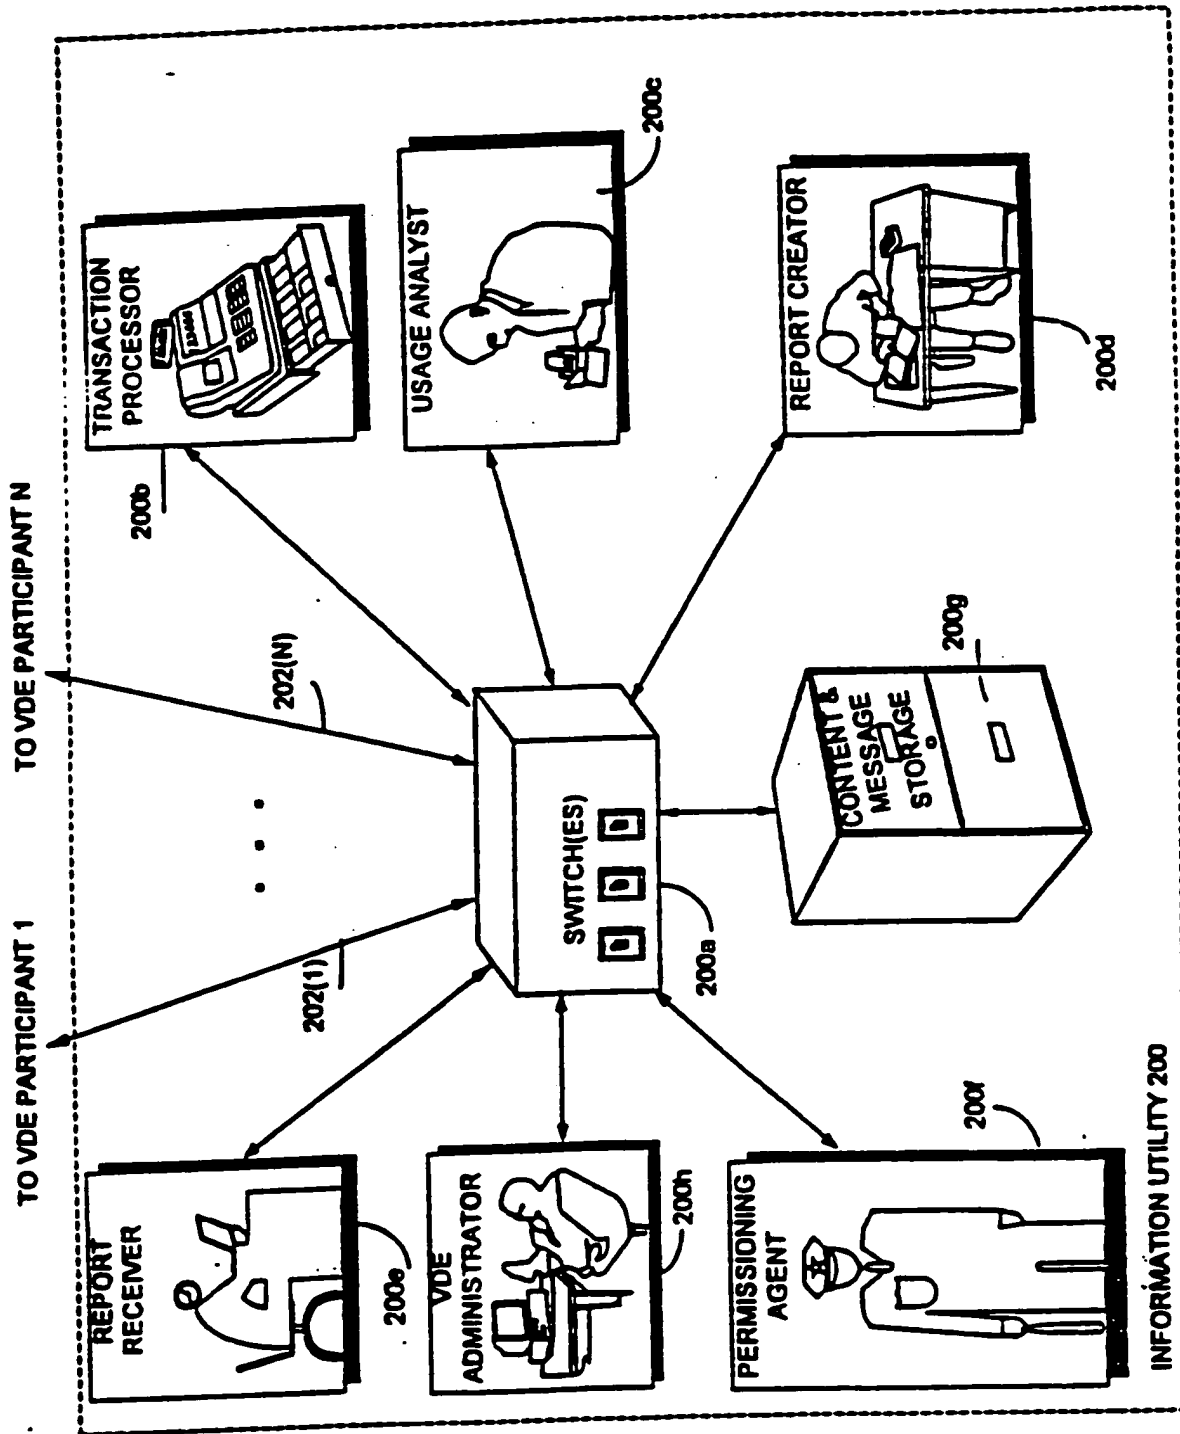 TO VDE PARTICIPANT 1
TO VDE PARTICIPANT N
REPORT
RECEIVER
200e
202(1)
202(N)
200b
TRANSACTION
PROCESSOR
VDE
ADMINISTRATOR
200h
SWITCH(ES)
200a
USAGE ANALYST
200c
PERMISSIONING
AGENT
200f
CONTENT &
MESSAGE
STORAGE
200g
REPORT CREATOR
200d
INFORMATION UTILITY 200